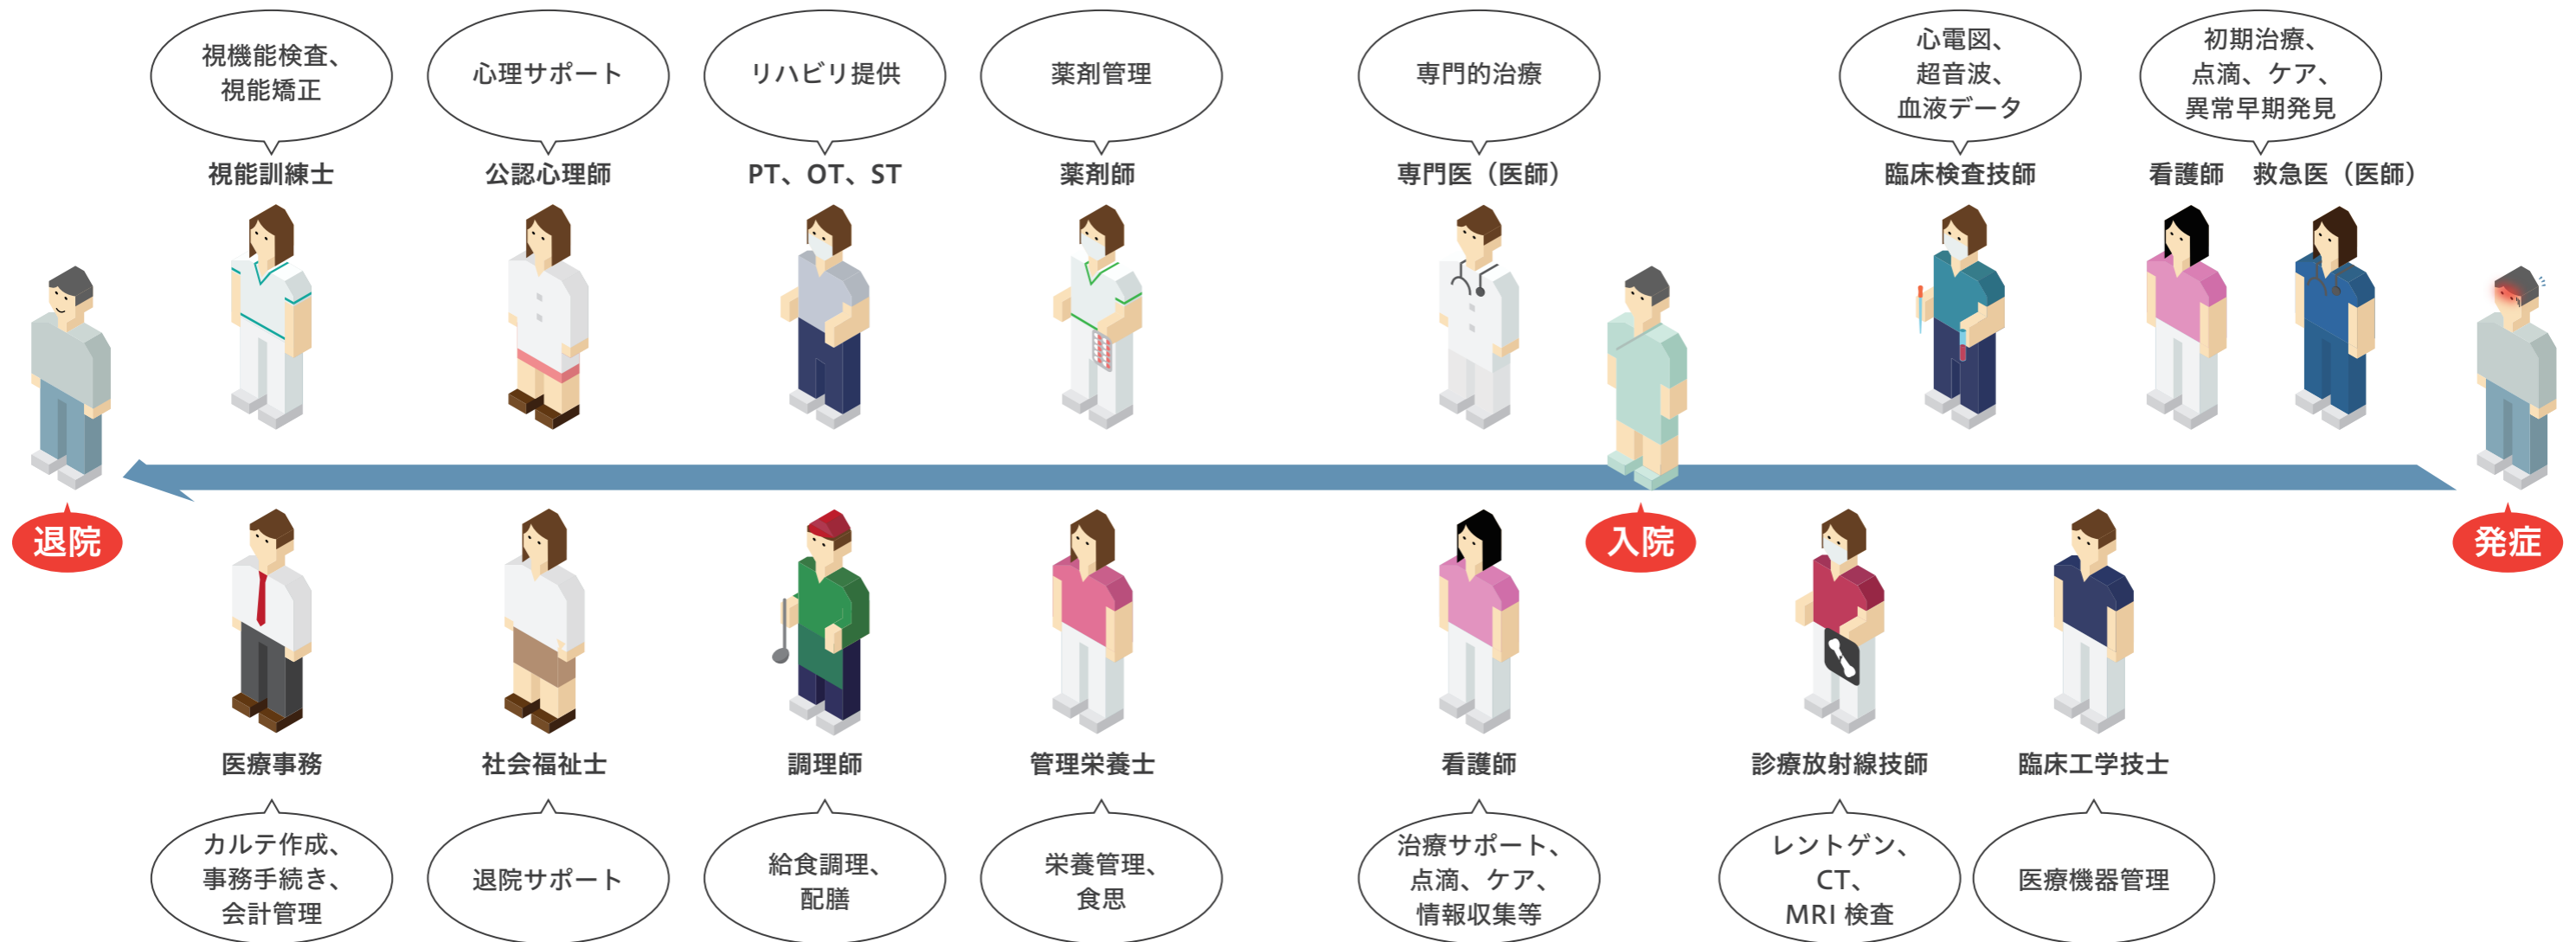 視機能検査、
視能矯正
視能訓練士
心理サポート
公認心理師
リハビリ提供
PT、OT、ST
薬剤管理
薬剤師
専門的治療
専門医（医師）
心電図、
超音波、
血液データ
臨床検査技師
初期治療、
点滴、ケア、
異常早期発見
看護師　救急医（医師）
退院
入院
発症
医療事務
カルテ作成、
事務手続き、
会計管理
社会福祉士
退院サポート
調理師
給食調理、
配膳
管理栄養士
栄養管理、
食思
看護師
治療サポート、
点滴、ケア、
情報収集等
診療放射線技師
レントゲン、
CT、
MRI 検査
臨床工学技士
医療機器管理